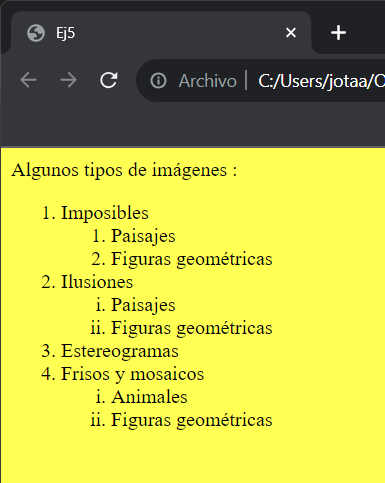 Ej5
Archivo | C:/Users/jotaa/O
Algunos tipos de imágenes :
1. Imposibles
1. Paisajes
2. Figuras geométricas
2. Ilusiones
i. Paisajes
ii. Figuras geométricas
3. Estereogramas
4. Frisos y mosaicos
i. Animales
ii. Figuras geométricas